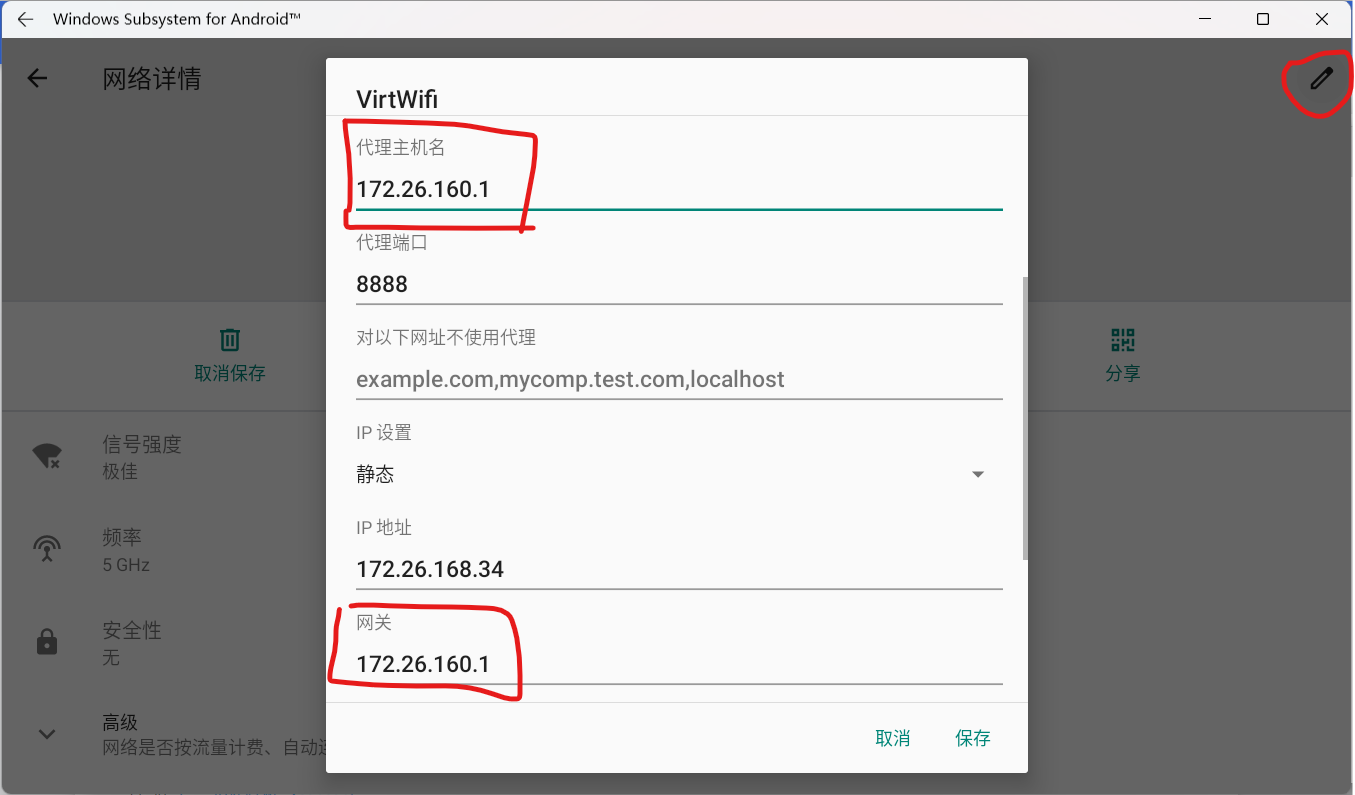 Windows Subsystem for Android™
网络详情
VirtWifi
代理主机名
172.26.160.1
代理端口
8888
对以下网址不使用代理
example.com,mycomp.test.com,localhost
IP 设置
静态
IP 地址
172.26.168.34
网关
172.26.160.1
取消
保存
取消保存
分享
信号强度
极佳
频率
5 GHz
安全性
无
高级
网络是否按流量计费、自动连